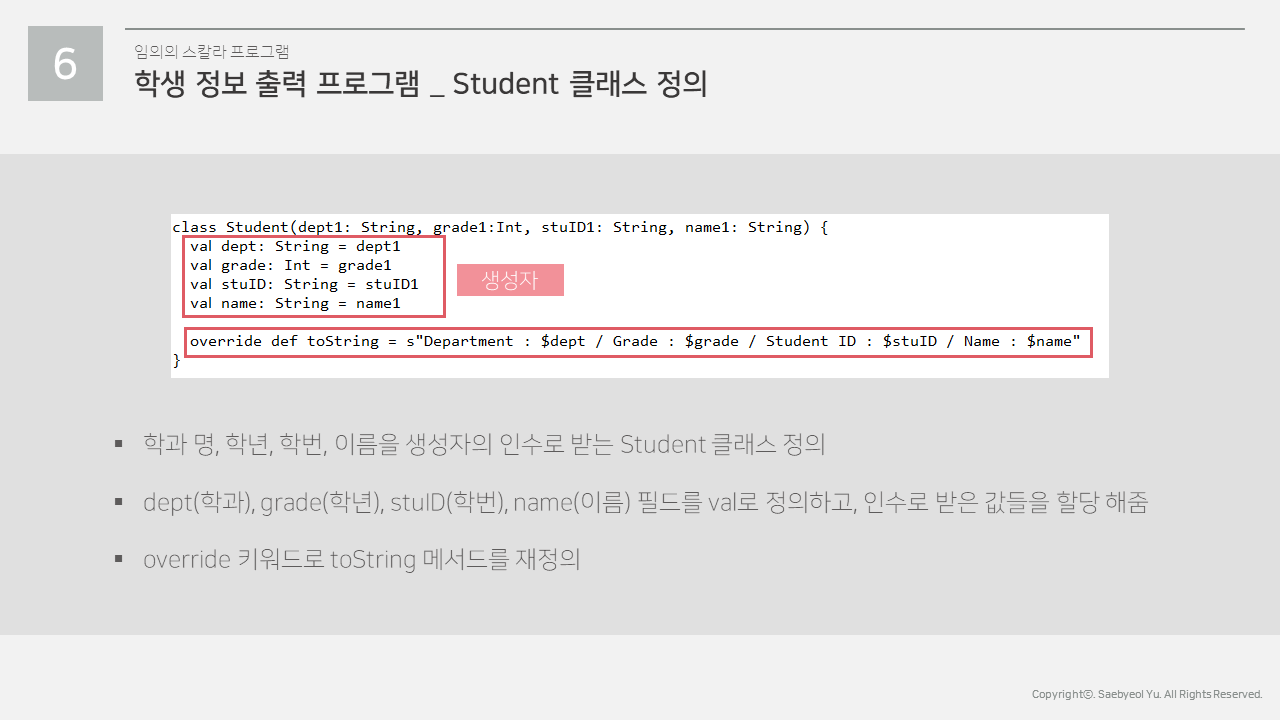 6
임의의 스칼라 프로그램
학생 정보 출력 프로그램 _ Student 클래스 정의
class Student(dept1: String, grade1:Int, stuID1: String, name1: String) {
val dept: String = dept1
val grade: Int = grade1
val stuID: String = stuID1
val name: String = name1
생성자
override def toString = s"Department : $dept / Grade : $grade / Student ID : $stuID / Name : $name"
}
▪ 학과 명, 학년, 학번, 이름을 생성자의 인수로 받는 Student 클래스 정의
▪ dept(학과), grade(학년), stuID(학번), name(이름) 필드를 val로 정의하고, 인수로 받은 값들을 할당 해줌
▪ override 키워드로 toString 메서드를 재정의
Copyrightⓒ. Saebyeol Yu. All Rights Reserved.